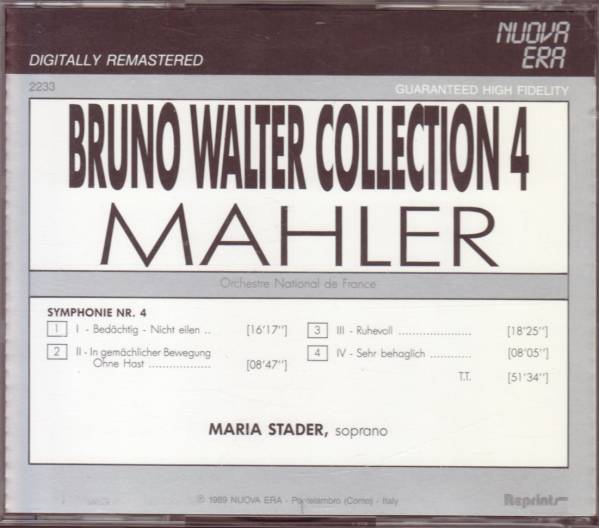 NUOVA
ERA
DIGITALLY REMASTERED
2233
GUARANTEED HIGH FIDELITY
BRUNO WALTER COLLECTION 4
MAHLER
Orchestre National de France
SYMPHONIE NR. 4
1 I - Bedächtig - Nicht eilen .. [16'17'']
2 II - In gemächlicher Bewegung
Ohne Hast .................. [08'47'']
3 III - Ruhevoll ...................... [18'25'']
4 IV - Sehr behaglich ............ [08'05'']
T.T. [51'34'']
MARIA STADER, soprano
℗ 1989 NUOVA ERA - Pontelambro (Como) - Italy
Reprints